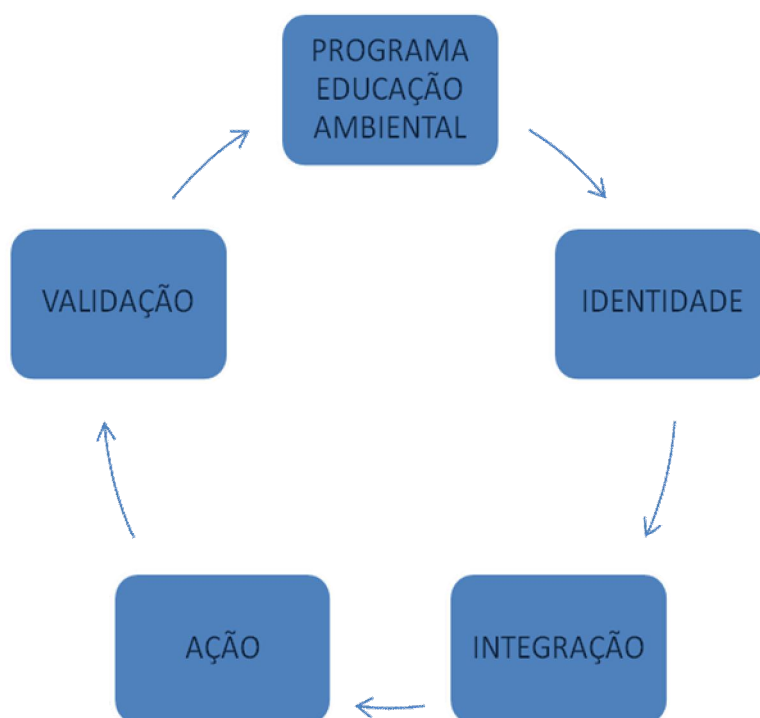 PROGRAMA
EDUCAÇÃO
AMBIENTAL
VALIDAÇÃO
IDENTIDADE
AÇÃO
INTEGRAÇÃO